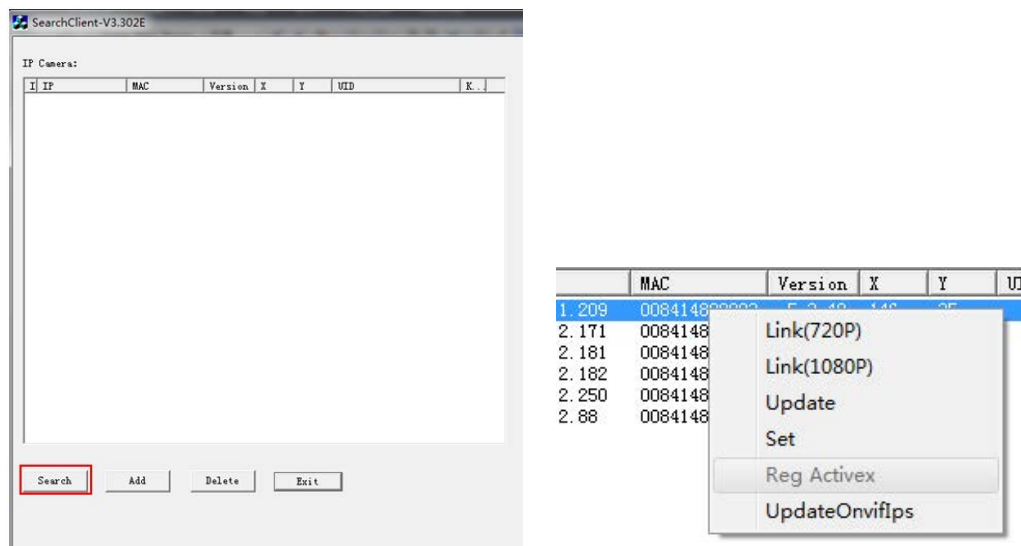 SearchClient-V3.302E
IP Camera:
I IP MAC Version X Y UID K...
Search Add Delete Exit
MAC Version X Y UI
1.209
2.171 0084148
2.181 0084148
2.182 0084148
2.250 0084148
2.88 0084148
Link(720P)
Link(1080P)
Update
Set
Reg Activex
UpdateOnvifIps